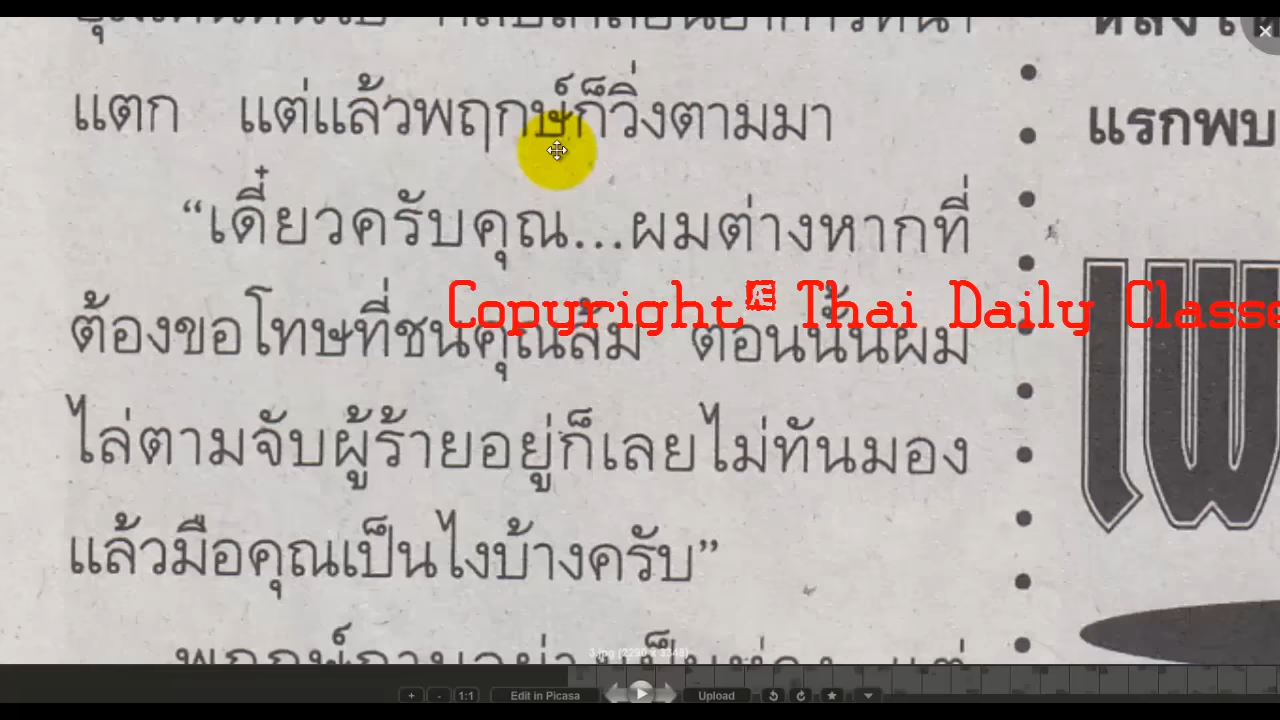 แตก แต่แล้วพฤกษ์ก็วิ่งตามมา
“เดี๋ยวครับคุณ...ผมต่างหากที่
ต้องขอโทษที่ชนคุณล้ม ตอนนั้นผม
ไล่ตามจับผู้ร้ายอยู่ก็เลยไม่ทันมอง
แล้วมือคุณเป็นไงบ้างครับ”
แรกพบ
Copyright Thai Daily Classe
3.jpg (2290 x 3348)
+ - 1:1 Edit in Picasa Upload